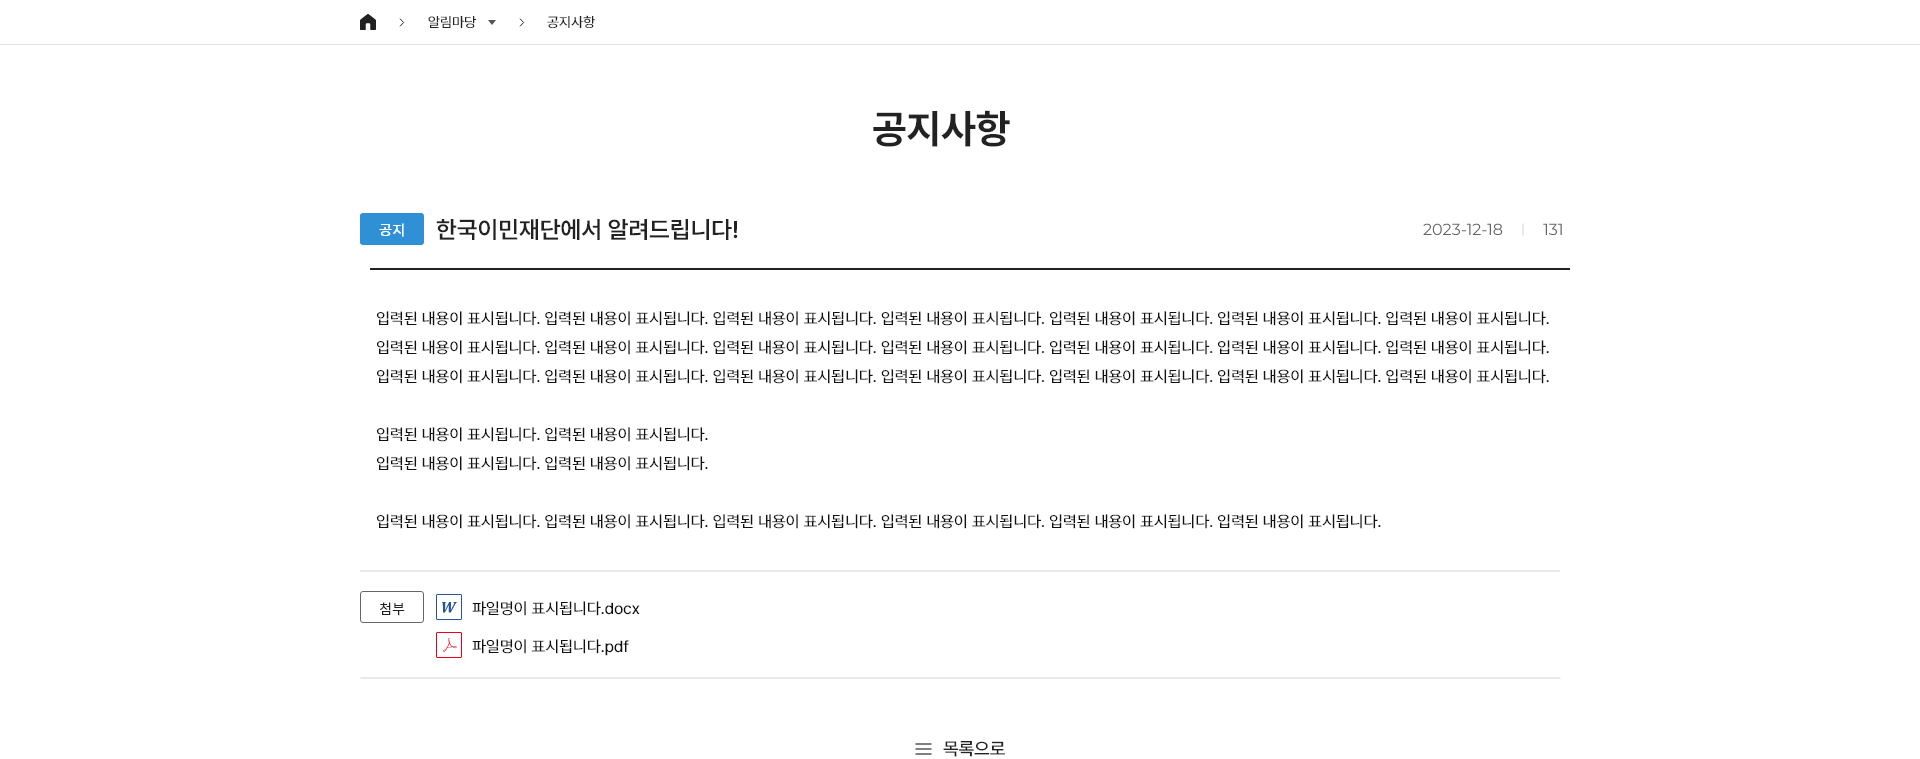 알림마당
공지사항
공지사항
공지 한국이민재단에서 알려드립니다! 2023-12-18 131
입력된 내용이 표시됩니다. 입력된 내용이 표시됩니다. 입력된 내용이 표시됩니다. 입력된 내용이 표시됩니다. 입력된 내용이 표시됩니다. 입력된 내용이 표시됩니다. 입력된 내용이 표시됩니다.
입력된 내용이 표시됩니다. 입력된 내용이 표시됩니다. 입력된 내용이 표시됩니다. 입력된 내용이 표시됩니다. 입력된 내용이 표시됩니다. 입력된 내용이 표시됩니다. 입력된 내용이 표시됩니다.
입력된 내용이 표시됩니다. 입력된 내용이 표시됩니다. 입력된 내용이 표시됩니다. 입력된 내용이 표시됩니다. 입력된 내용이 표시됩니다. 입력된 내용이 표시됩니다. 입력된 내용이 표시됩니다.
입력된 내용이 표시됩니다. 입력된 내용이 표시됩니다.
입력된 내용이 표시됩니다. 입력된 내용이 표시됩니다.
입력된 내용이 표시됩니다. 입력된 내용이 표시됩니다. 입력된 내용이 표시됩니다. 입력된 내용이 표시됩니다. 입력된 내용이 표시됩니다. 입력된 내용이 표시됩니다.
첨부 W 파일명이 표시됩니다.docx
파일명이 표시됩니다.pdf
목록으로